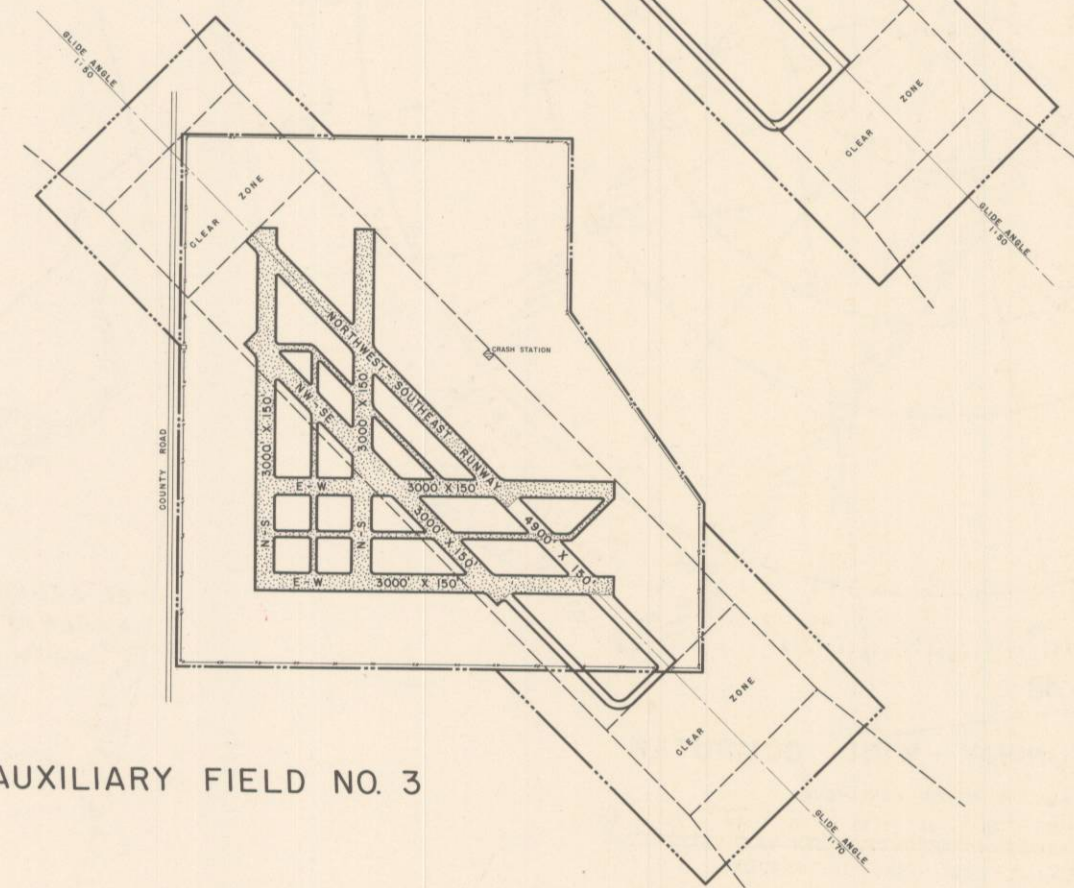 GLIDE ANGLE
1:50
ZONE
CLEAR
ZONE
CLEAR
GLIDE ANGLE
1:50
NORTHWEST - SOUTHEAST RUNWAY
4900' X 150'
CRASH STATION
NW - SE
3000' X 150'
3000' X 150'
N - S
3000' X 150'
N - S
E - W
3000' X 150'
E - W
3000' X 150'
COUNTY ROAD
ZONE
CLEAR
GLIDE ANGLE
1:70
AUXILIARY FIELD NO. 3